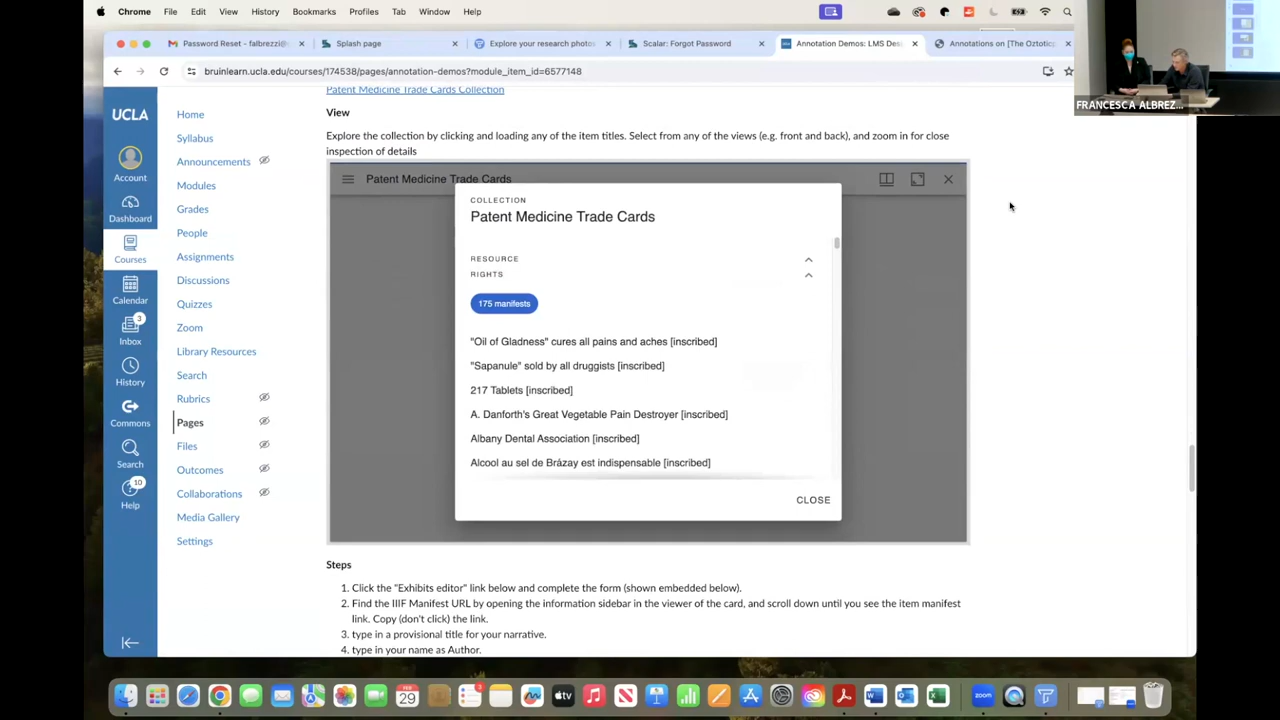 Chrome File Edit View History Bookmarks Profiles Tab Window Help
Password Reset - falbrezzi@
Splash page
Explore your research photos
Scalar: Forgot Password
Annotation Demos: LMS Des
Annotations on [The Oztotic
bruinlearn.ucla.edu/courses/174538/pages/annotation-demos?module_item_id=6577148
FRANCESCA ALBREZ...
UCLA
Account
Dashboard
Courses
Calendar
3
Inbox
History
Commons
Search
10
Help
Home
Syllabus
Announcements
Modules
Grades
People
Assignments
Discussions
Quizzes
Zoom
Library Resources
Search
Rubrics
Pages
Files
Outcomes
Collaborations
Media Gallery
Settings
Patent Medicine Trade Cards Collection
View
Explore the collection by clicking and loading any of the item titles. Select from any of the views (e.g. front and back), and zoom in for close
inspection of details
Patent Medicine Trade Cards
COLLECTION
Patent Medicine Trade Cards
RESOURCE
RIGHTS
175 manifests
"Oil of Gladness" cures all pains and aches [inscribed]
"Sapanule" sold by all druggists [inscribed]
217 Tablets [inscribed]
A. Danforth's Great Vegetable Pain Destroyer [inscribed]
Albany Dental Association [inscribed]
Alcool au sel de Brázay est indispensable [inscribed]
CLOSE
Steps
1. Click the "Exhibits editor" link below and complete the form (shown embedded below).
2. Find the IIIF Manifest URL by opening the information sidebar in the viewer of the card, and scroll down until you see the item manifest
link. Copy (don't click) the link.
3. type in a provisional title for your narrative.
4. type in your name as Author.
FEB
29
tv
zoom